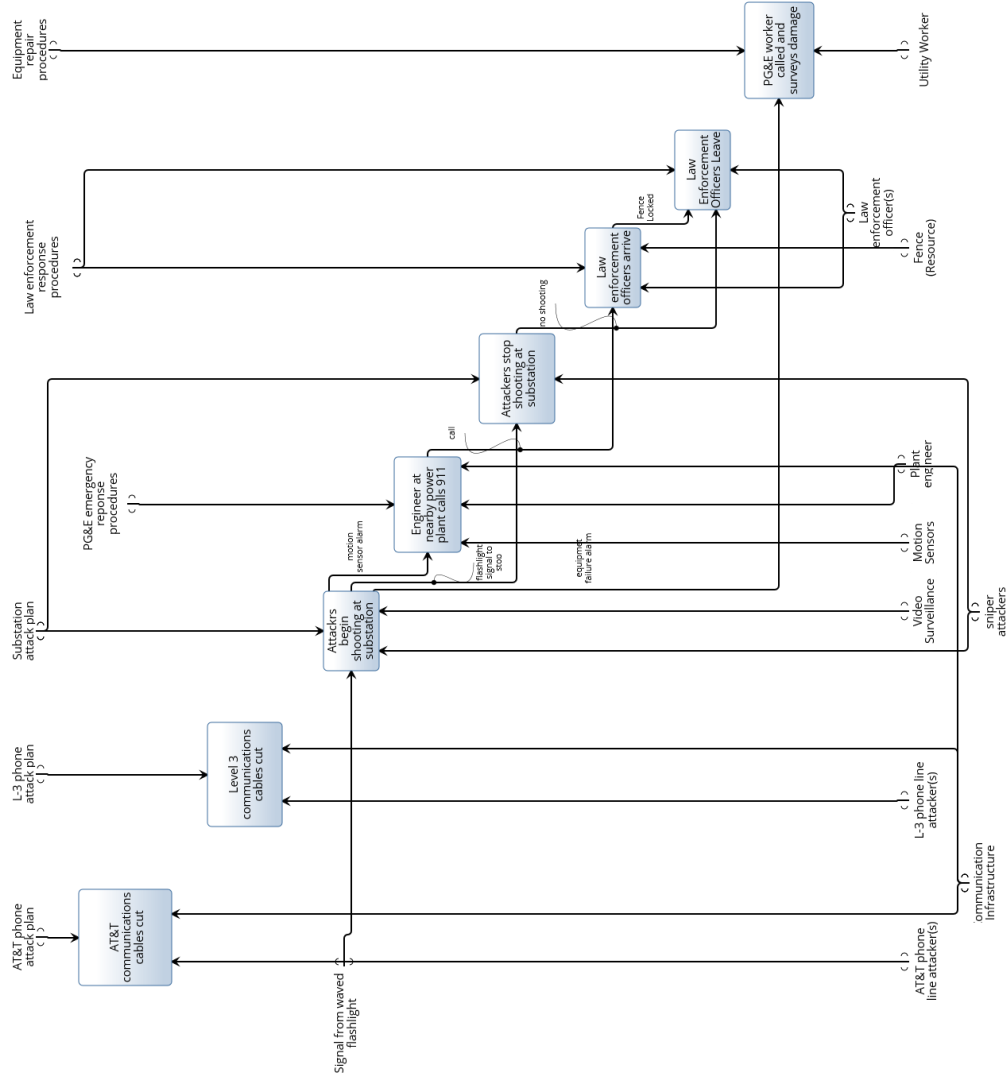 AT&T phone
attack plan
L-3 phone
attack plan
Substation
attack plan
PG&E emergency
reponse
procedures
Law enforcement
response
procedures
Equipment
repair
procedures
AT&T
communications
cables cut
Level 3
communications
cables cut
Attackrs
begin
shooting at
substation
Engineer at
nearby power
plant calls 911
Attackers stop
shooting at
substation
Law
enforcement
officers arrive
Law
Enforcement
Officers Leave
PG&E worker
called and
surveys damage
Signal from waved
flashlight
motion
sensor alarm
flashlight
signal to
stoo
equipmet
failure alarm
call
no shooting
Fence
Locked
AT&T phone
line attacker(s)
ommunication
Infrastructure
L-3 phone line
attacker(s)
sniper
attackers
Video
Surveillance
Motion
Sensors
Plant
engineer
Fence
(Resource)
Law
enforcement
officer(s)
Utility Worker